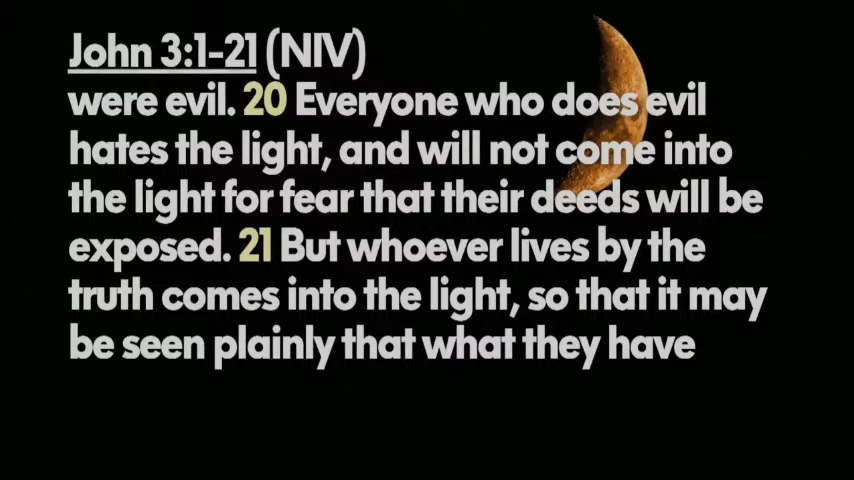 John 3:1-21 (NIV)
were evil. 20 Everyone who does evil
hates the light, and will not come into
the light for fear that their deeds will be
exposed. 21 But whoever lives by the
truth comes into the light, so that it may
be seen plainly that what they have